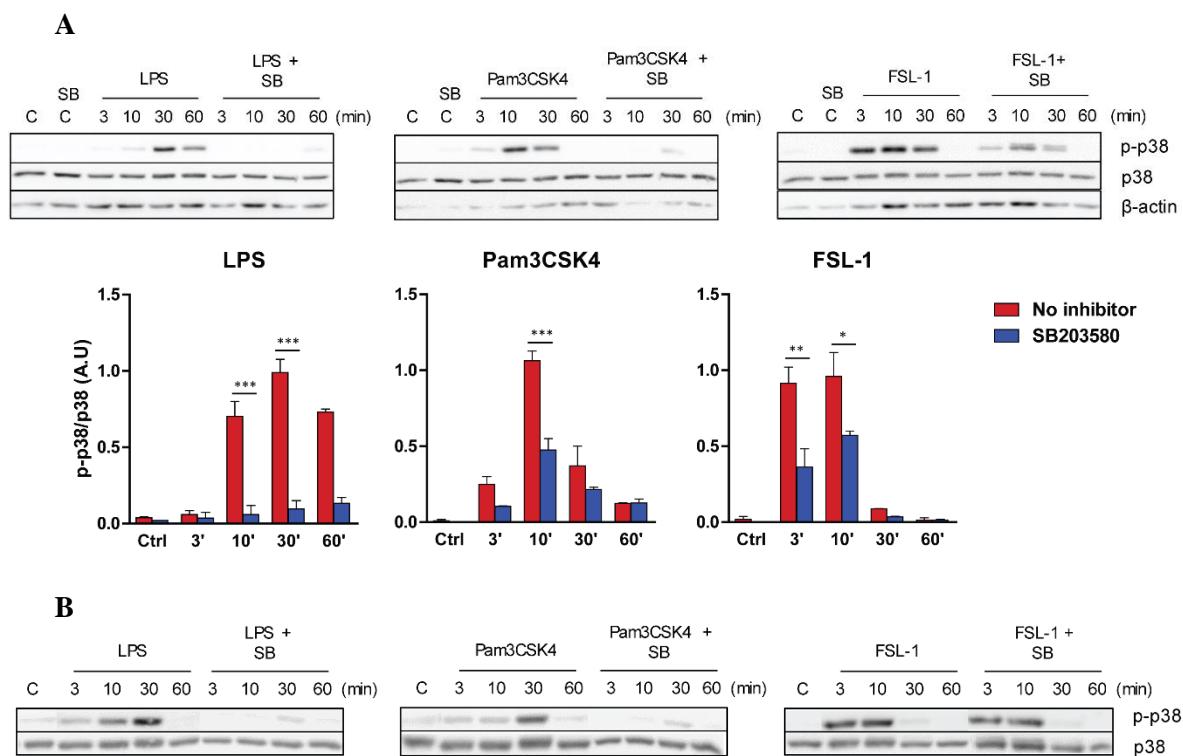 A
LPS +
SB
Pam3CSK4 +
SB
FSL-1+
SB
SB LPS
SB Pam3CSK4
SB FSL-1
C C 3 10 30 60 3 10 30 60 (min)
C C 3 10 30 60 3 10 30 60 (min)
C C 3 10 30 60 3 10 30 60 (min)
p-p38
p38
β-actin
LPS
Pam3CSK4
FSL-1
p-p38/p38 (A.U)
1.5
1.0
0.5
0.0
*** ***
Ctrl 3' 10' 30' 60'
1.5
1.0
0.5
0.0
***
Ctrl 3' 10' 30' 60'
1.5
1.0
0.5
0.0
** *
Ctrl 3' 10' 30' 60'
No inhibitor
SB203580
B
LPS +
SB
Pam3CSK4 +
SB
FSL-1 +
SB
LPS
Pam3CSK4
FSL-1
C 3 10 30 60 3 10 30 60 (min)
C 3 10 30 60 3 10 30 60 (min)
C 3 10 30 60 3 10 30 60 (min)
p-p38
p38